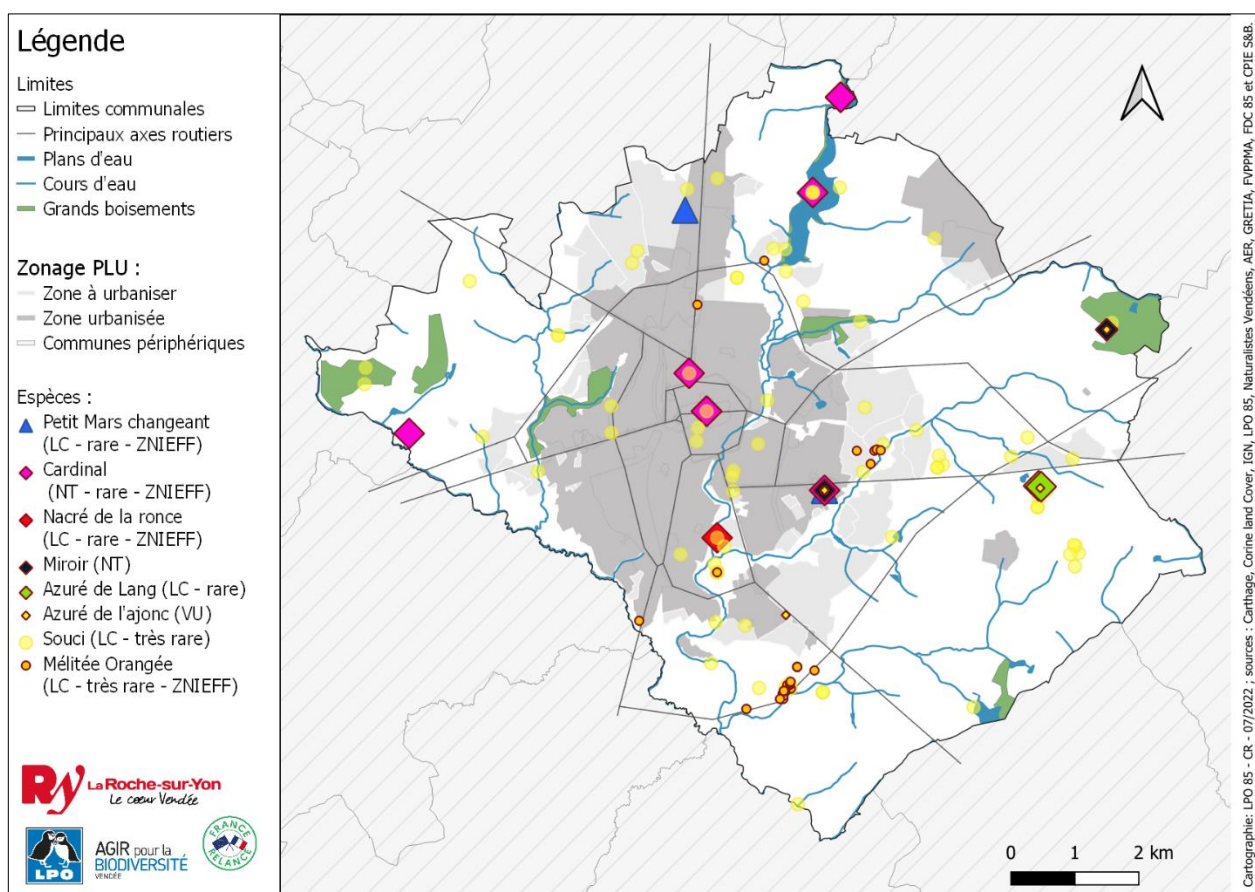 Légende
Limites
Limites communales
Principaux axes routiers
Plans d'eau
Cours d'eau
Grands boisements
Zonage PLU :
Zone à urbaniser
Zone urbanisée
Communes périphériques
Espèces :
Petit Mars changeant
(LC - rare - ZNIEFF)
Cardinal
(NT - rare - ZNIEFF)
Nacré de la ronce
(LC - rare - ZNIEFF)
Miroir (NT)
Azuré de Lang (LC - rare)
Azuré de l'ajonc (VU)
Souci (LC - très rare)
Mélitée Orangée
(LC - très rare - ZNIEFF)
Ry La Roche-sur-Yon
Le cœur Vendée
LPO
AGIR pour la
BIODIVERSITÉ
VENDÉE
FRANCE
RELANCE
0 1 2 km
Cartographie: LPO 85 - CR - 07/2022 ; sources : Carthage, Corine land Cover, IGN, LPO 85, Naturalistes Vendéens, AER, GRETIA, FVPPMA, FDC 85 et CPIE S&B.